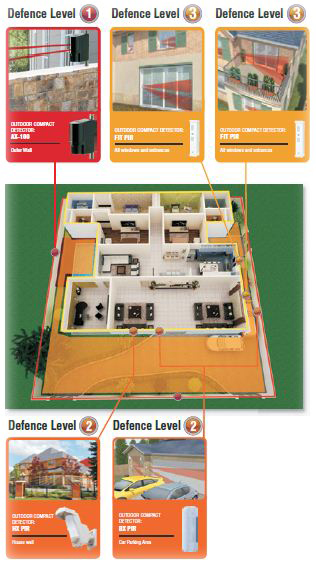 Defence Level 1
Defence Level 3
Defence Level 3
OUTDOOR COMPACT
DETECTOR:
AX-100
Outer Wall
OUTDOOR COMPACT DETECTOR:
FIT PIR
All windows and entrances
OUTDOOR COMPACT DETECTOR:
FIT PIR
All windows and entrances
Defence Level 2
Defence Level 2
OUTDOOR COMPACT
DETECTOR:
HX PIR
House wall
OUTDOOR COMPACT DETECTOR:
BX PIR
Car Parking Area